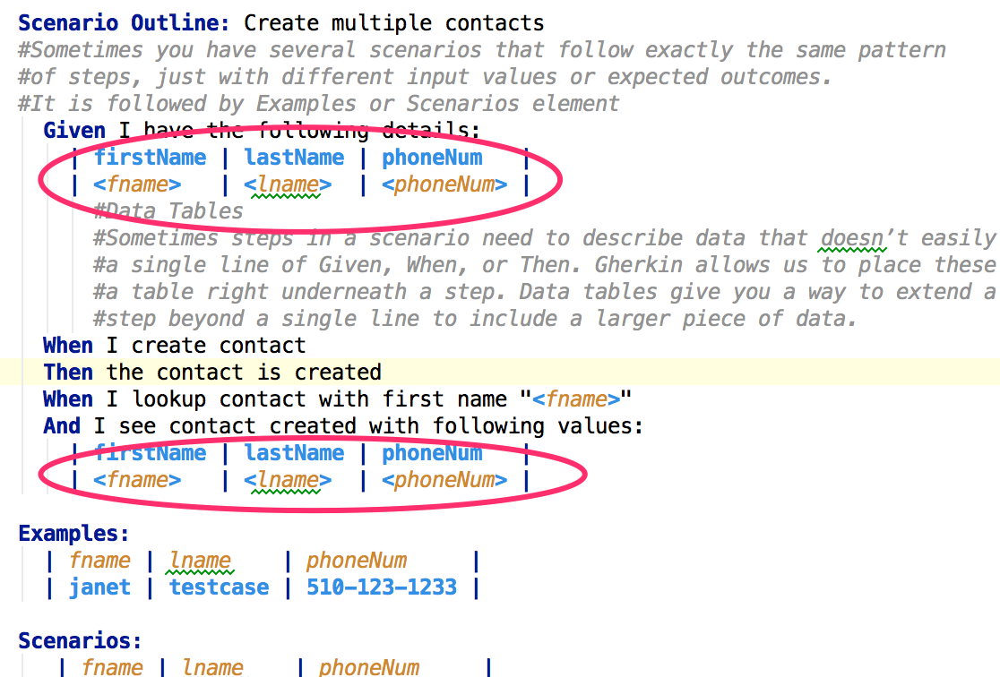 Scenario Outline: Create multiple contacts
#Sometimes you have several scenarios that follow exactly the same pattern
#of steps, just with different input values or expected outcomes.
#It is followed by Examples or Scenarios element
Given I have the following details:
| firstName | lastName | phoneNum |
| <fname> | <lname> | <phoneNum> |
#Data Tables
#Sometimes steps in a scenario need to describe data that doesn’t easily
#a single line of Given, When, or Then. Gherkin allows us to place these
#a table right underneath a step. Data tables give you a way to extend a
#step beyond a single line to include a larger piece of data.
When I create contact
Then the contact is created
When I lookup contact with first name "<fname>"
And I see contact created with following values:
| firstName | lastName | phoneNum |
| <fname> | <lname> | <phoneNum> |
Examples:
| fname | lname | phoneNum |
| janet | testcase | 510-123-1233 |
Scenarios:
| fname | lname | phoneNum |